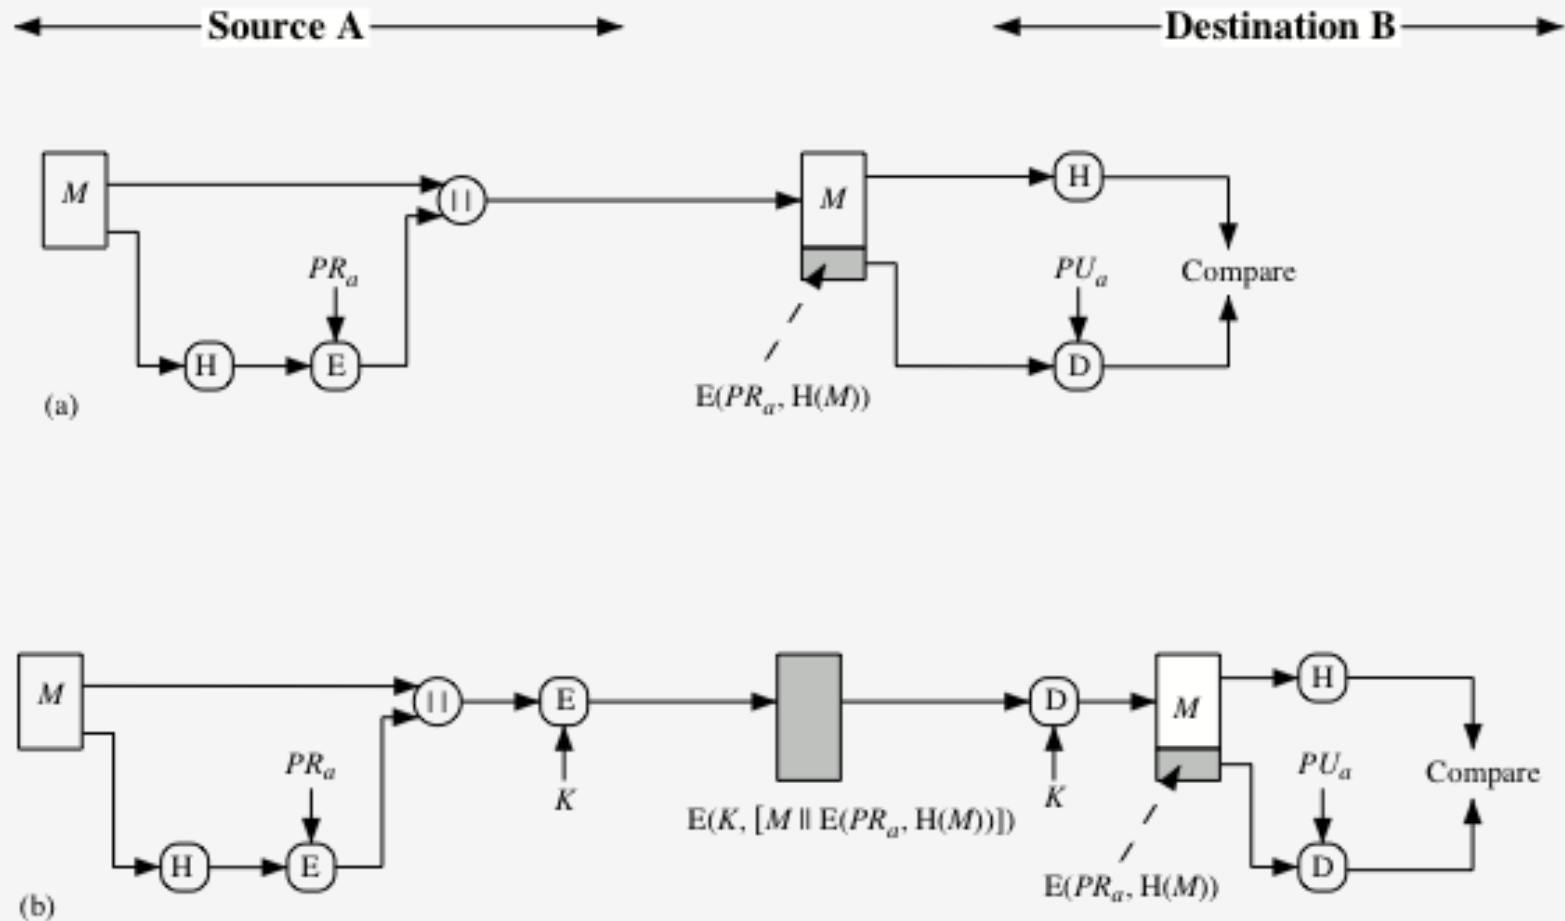 Source A
Destination B
M
||
M
H
PRₐ
PUₐ
Compare
H
E
D
E(PRₐ, H(M))
(a)
M
||
E
D
M
H
PRₐ
PUₐ
Compare
K
K
E(K, [M || E(PRₐ, H(M))])
H
E
D
E(PRₐ, H(M))
(b)